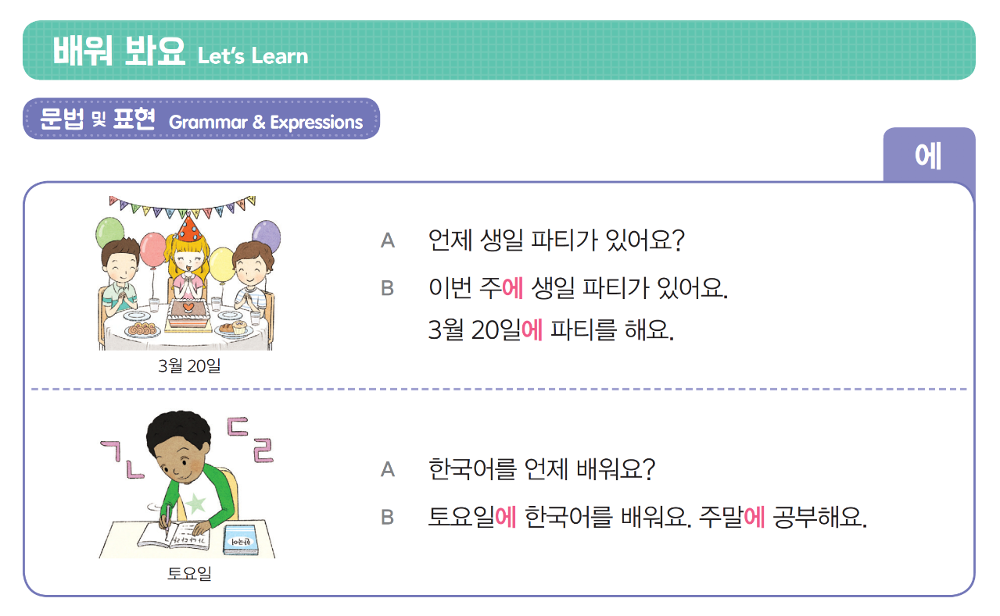 배워 봐요 Let's Learn
문법 및 표현 Grammar & Expressions
에
A 언제 생일 파티가 있어요?
B 이번 주에 생일 파티가 있어요.
3월 20일에 파티를 해요.
3월 20일
ㄱ ㄴ ㄷ ㄹ
한국어
A 한국어를 언제 배워요?
B 토요일에 한국어를 배워요. 주말에 공부해요.
토요일